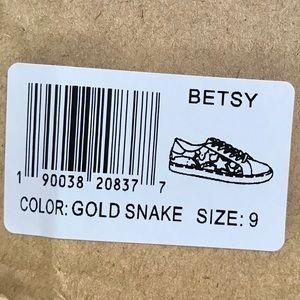 BETSY
1 90038 20837 7
COLOR: GOLD SNAKE SIZE: 9